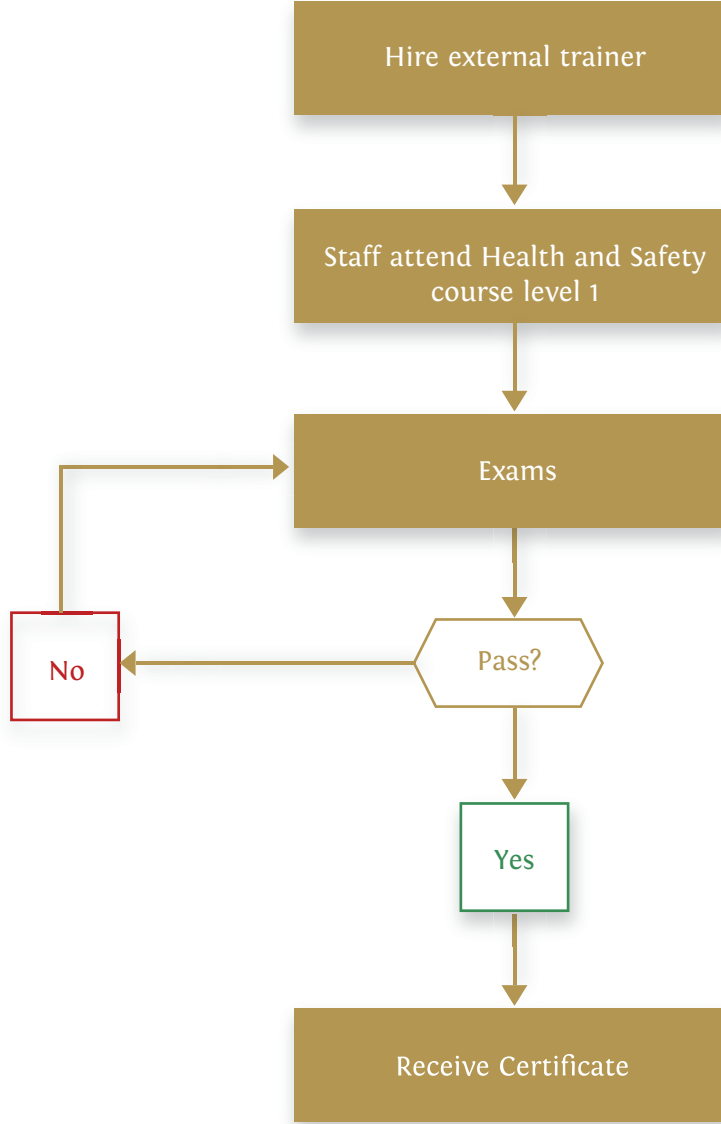 Hire external trainer
Staff attend Health and Safety
course level 1
Exams
Pass?
No
Yes
Receive Certificate